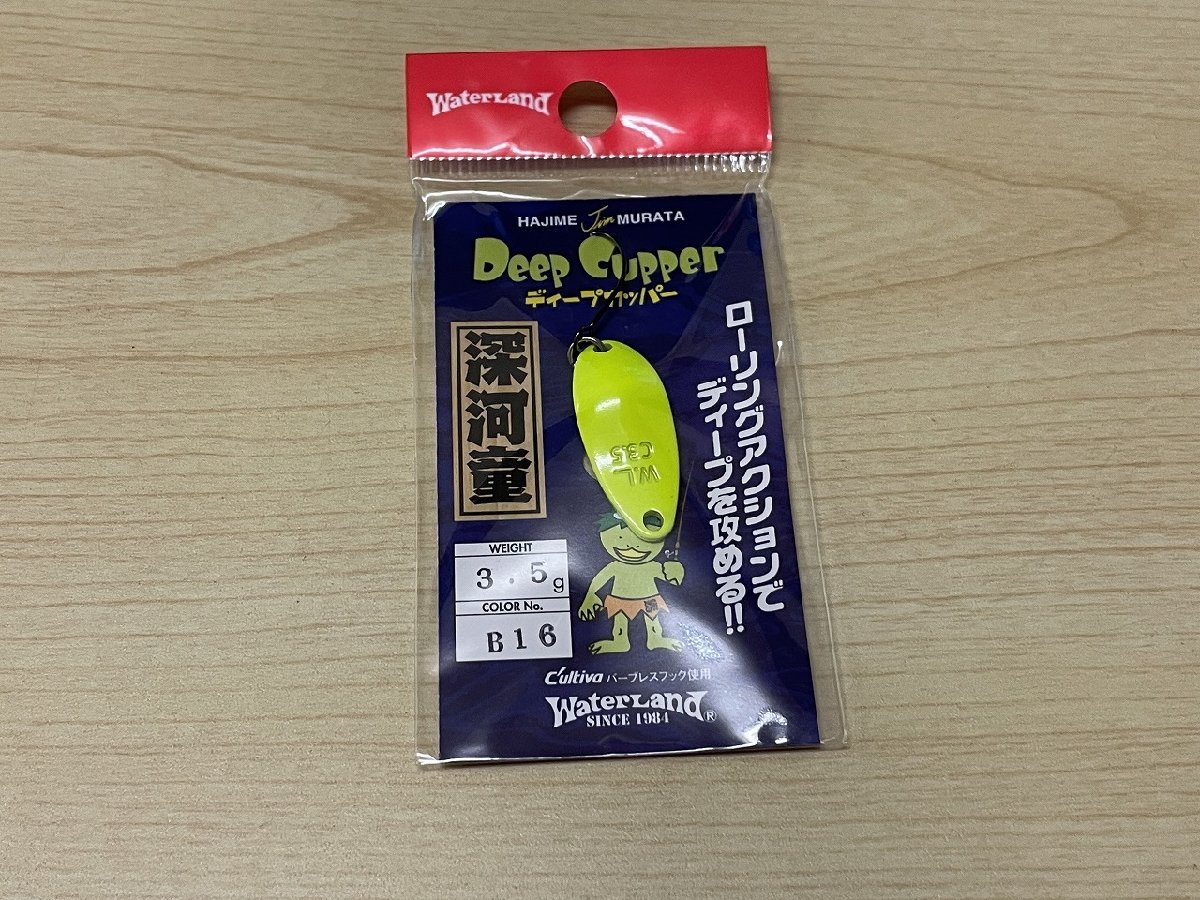 WaterLand
HAJIME Jim MURATA
Deep Cupper
ディープカッパー
深河童
ローリングアクションで
ディープを攻める!!
W.L
C3.5
WEIGHT
3.5g
COLOR No.
B16
C'ultiva バーブレスフック使用
WaterLand®
SINCE 1984